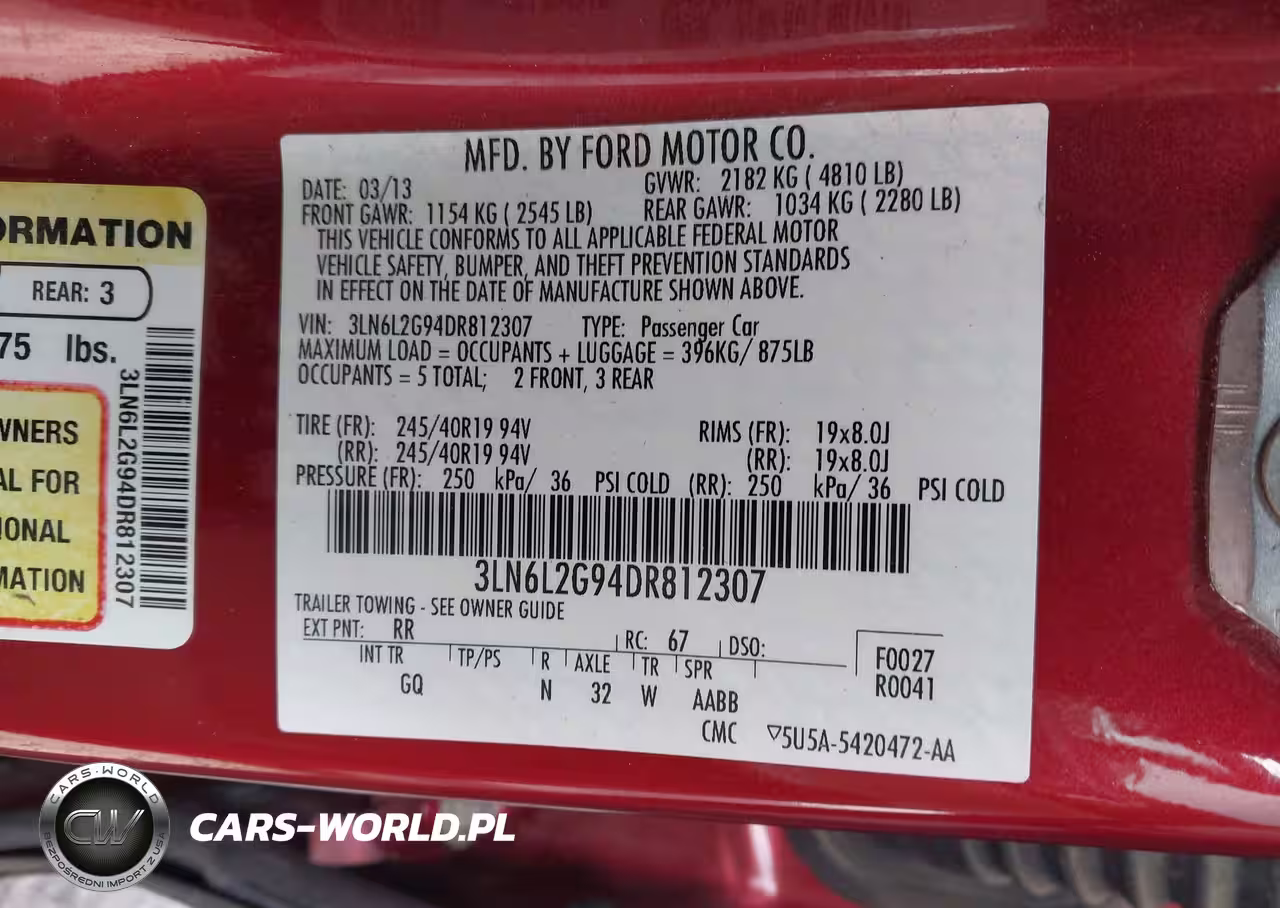 MFD. BY FORD MOTOR CO.
DATE: 03/13 GVWR: 2182 KG ( 4810 LB)
FRONT GAWR: 1154 KG ( 2545 LB) REAR GAWR: 1034 KG ( 2280 LB)
THIS VEHICLE CONFORMS TO ALL APPLICABLE FEDERAL MOTOR
VEHICLE SAFETY, BUMPER, AND THEFT PREVENTION STANDARDS
IN EFFECT ON THE DATE OF MANUFACTURE SHOWN ABOVE.
VIN: 3LN6L2G94DR812307 TYPE: Passenger Car
MAXIMUM LOAD = OCCUPANTS + LUGGAGE = 396KG/ 875LB
OCCUPANTS = 5 TOTAL; 2 FRONT, 3 REAR
TIRE (FR): 245/40R19 94V RIMS (FR): 19x8.0J
(RR): 245/40R19 94V (RR): 19x8.0J
PRESSURE (FR): 250 kPa/ 36 PSI COLD (RR): 250 kPa/ 36 PSI COLD
3LN6L2G94DR812307
TRAILER TOWING - SEE OWNER GUIDE
EXT PNT: RR RC: 67 DSO:
INT TR TP/PS R AXLE TR SPR
GQ N 32 W AABB
F0027
R0041
CMC ▽5U5A-5420472-AA
ORMATION
REAR: 3
75 lbs.
3LN6L2G94DR812307
WNERS
AL FOR
IONAL
MATION
CARS-WORLD
CW
BEZPOŚREDNI IMPORT Z USA
CARS-WORLD.PL